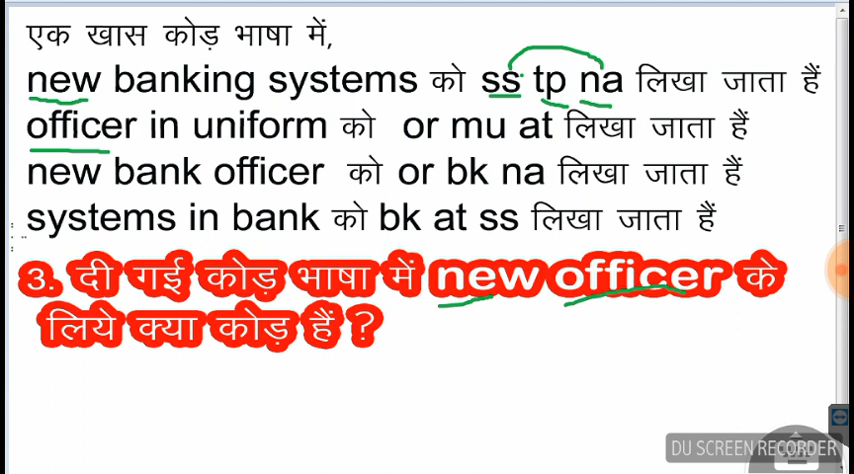 एक खास कोड़ भाषा में,
new banking systems को ss tp na लिखा जाता हैं
officer in uniform को or mu at लिखा जाता हैं
new bank officer को or bk na लिखा जाता हैं
systems in bank को bk at ss लिखा जाता हैं
3. दी गई कोड़ भाषा में new officer के
लिये क्या कोड़ हैं ?
DU SCREEN RECORDER